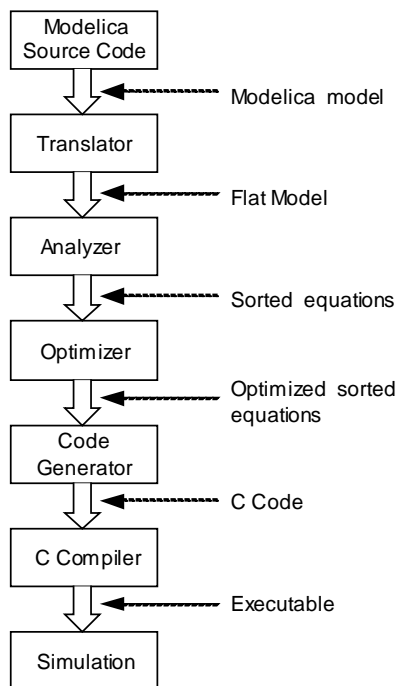 Modelica
Source Code
Modelica model
Translator
Flat Model
Analyzer
Sorted equations
Optimizer
Optimized sorted
equations
Code
Generator
C Code
C Compiler
Executable
Simulation